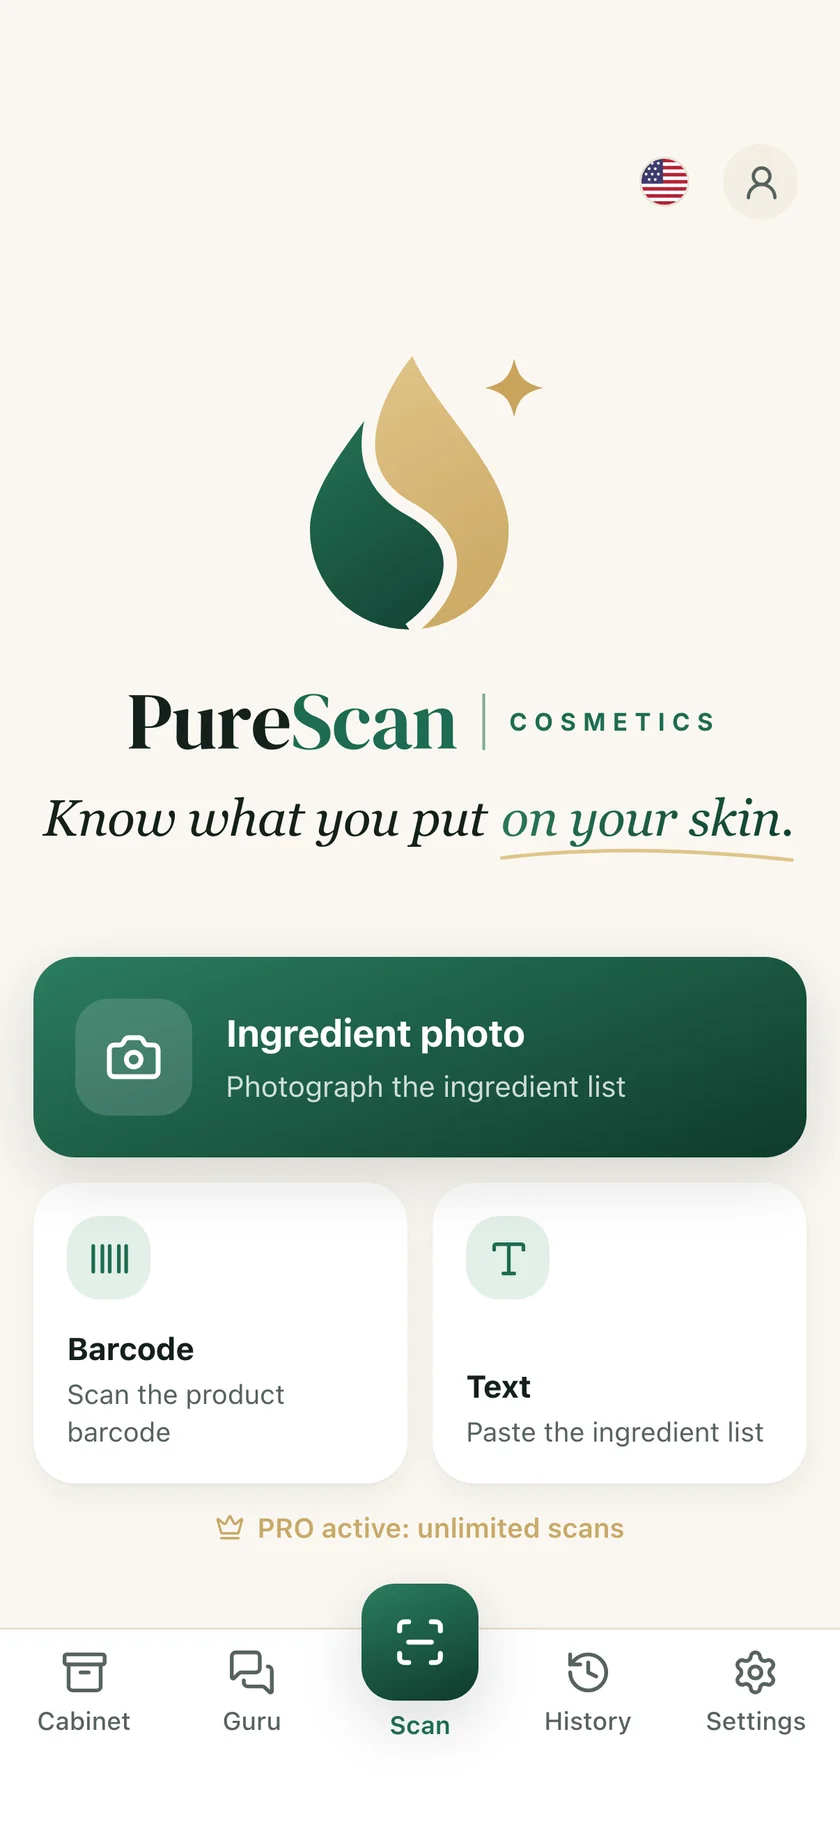 PureScan | COSMETICS
Know what you put on your skin.
Ingredient photo
Photograph the ingredient list
Barcode
Scan the product
barcode
Text
Paste the ingredient list
PRO active: unlimited scans
Cabinet
Guru
Scan
History
Settings